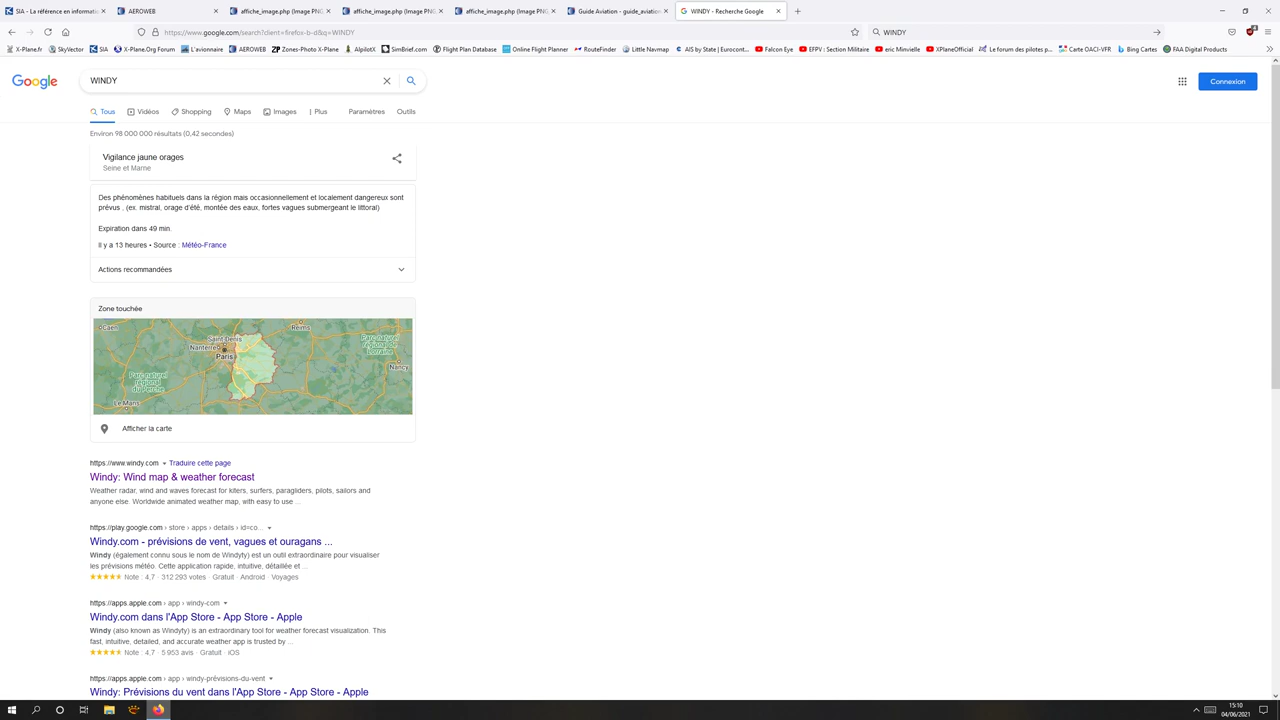 SIA - La référence en informatio
AEROWEB
affiche_image.php (Image PNG,
affiche_image.php (Image PNG,
affiche_image.php (Image PNG,
Guide Aviation - guide_aviation
WINDY - Recherche Google
https://www.google.com/search?client=firefox-b-d&q=WINDY
WINDY
X-Plane.fr
SkyVector
SIA
X-Plane.Org Forum
L'avionnaire
AEROWEB
Zones-Photo X-Plane
AlpilotX
SimBrief.com
Flight Plan Database
Online Flight Planner
RouteFinder
Little Navmap
AIS by State | Eurocont...
Falcon Eye
EFPV : Section Militaire
eric Minvielle
XPlaneOfficial
Le forum des pilotes p...
Carte OACI-VFR
Bing Cartes
FAA Digital Products
Google
WINDY
Connexion
Tous
Vidéos
Shopping
Maps
Images
Plus
Paramètres
Outils
Environ 98 000 000 résultats (0,42 secondes)
Vigilance jaune orages
Seine et Marne
Des phénomènes habituels dans la région mais occasionnellement et localement dangereux sont
prévus , (ex. mistral, orage d'été, montée des eaux, fortes vagues submergeant le littoral)
Expiration dans 49 min.
Il y a 13 heures • Source : Météo-France
Actions recommandées
Zone touchée
Caen
Reims
Saint-Denis
Nanterre
Paris
Parc naturel
régional de
Lorraine
Nancy
Parc naturel
régional du
Perche
Le Mans
Afficher la carte
https://www.windy.com
Traduire cette page
Windy: Wind map & weather forecast
Weather radar, wind and waves forecast for kiters, surfers, paragliders, pilots, sailors and
anyone else. Worldwide animated weather map, with easy to use ...
https://play.google.com › store › apps › details › id=co...
Windy.com - prévisions de vent, vagues et ouragans ...
Windy (également connu sous le nom de Windyty) est un outil extraordinaire pour visualiser
les prévisions météo. Cette application rapide, intuitive, détaillée et ...
Note : 4,7 · 312 293 votes · Gratuit · Android · Voyages
https://apps.apple.com › app › windy-com
Windy.com dans l'App Store - App Store - Apple
Windy (also known as Windyty) is an extraordinary tool for weather forecast visualization. This
fast, intuitive, detailed, and accurate weather app is trusted by ...
Note : 4,7 · 5 953 avis · Gratuit · iOS
https://apps.apple.com › app › windy-prévisions-du-vent
Windy: Prévisions du vent dans l'App Store - App Store - Apple
15:10
04/06/2021